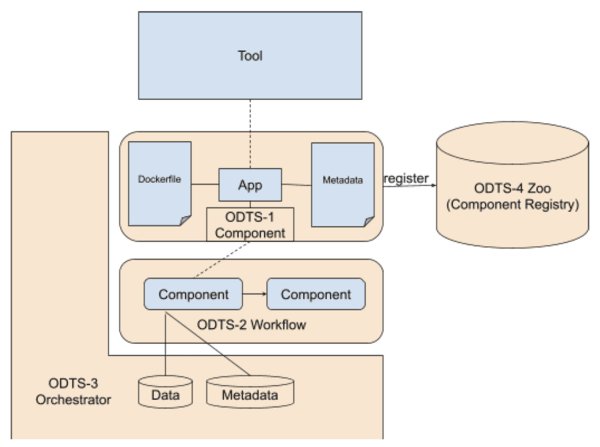 Tool
Dockerfile
App
Metadata
register
ODTS-4 Zoo
(Component Registry)
ODTS-1
Component
Component
Component
ODTS-2 Workflow
ODTS-3
Orchestrator
Data
Metadata